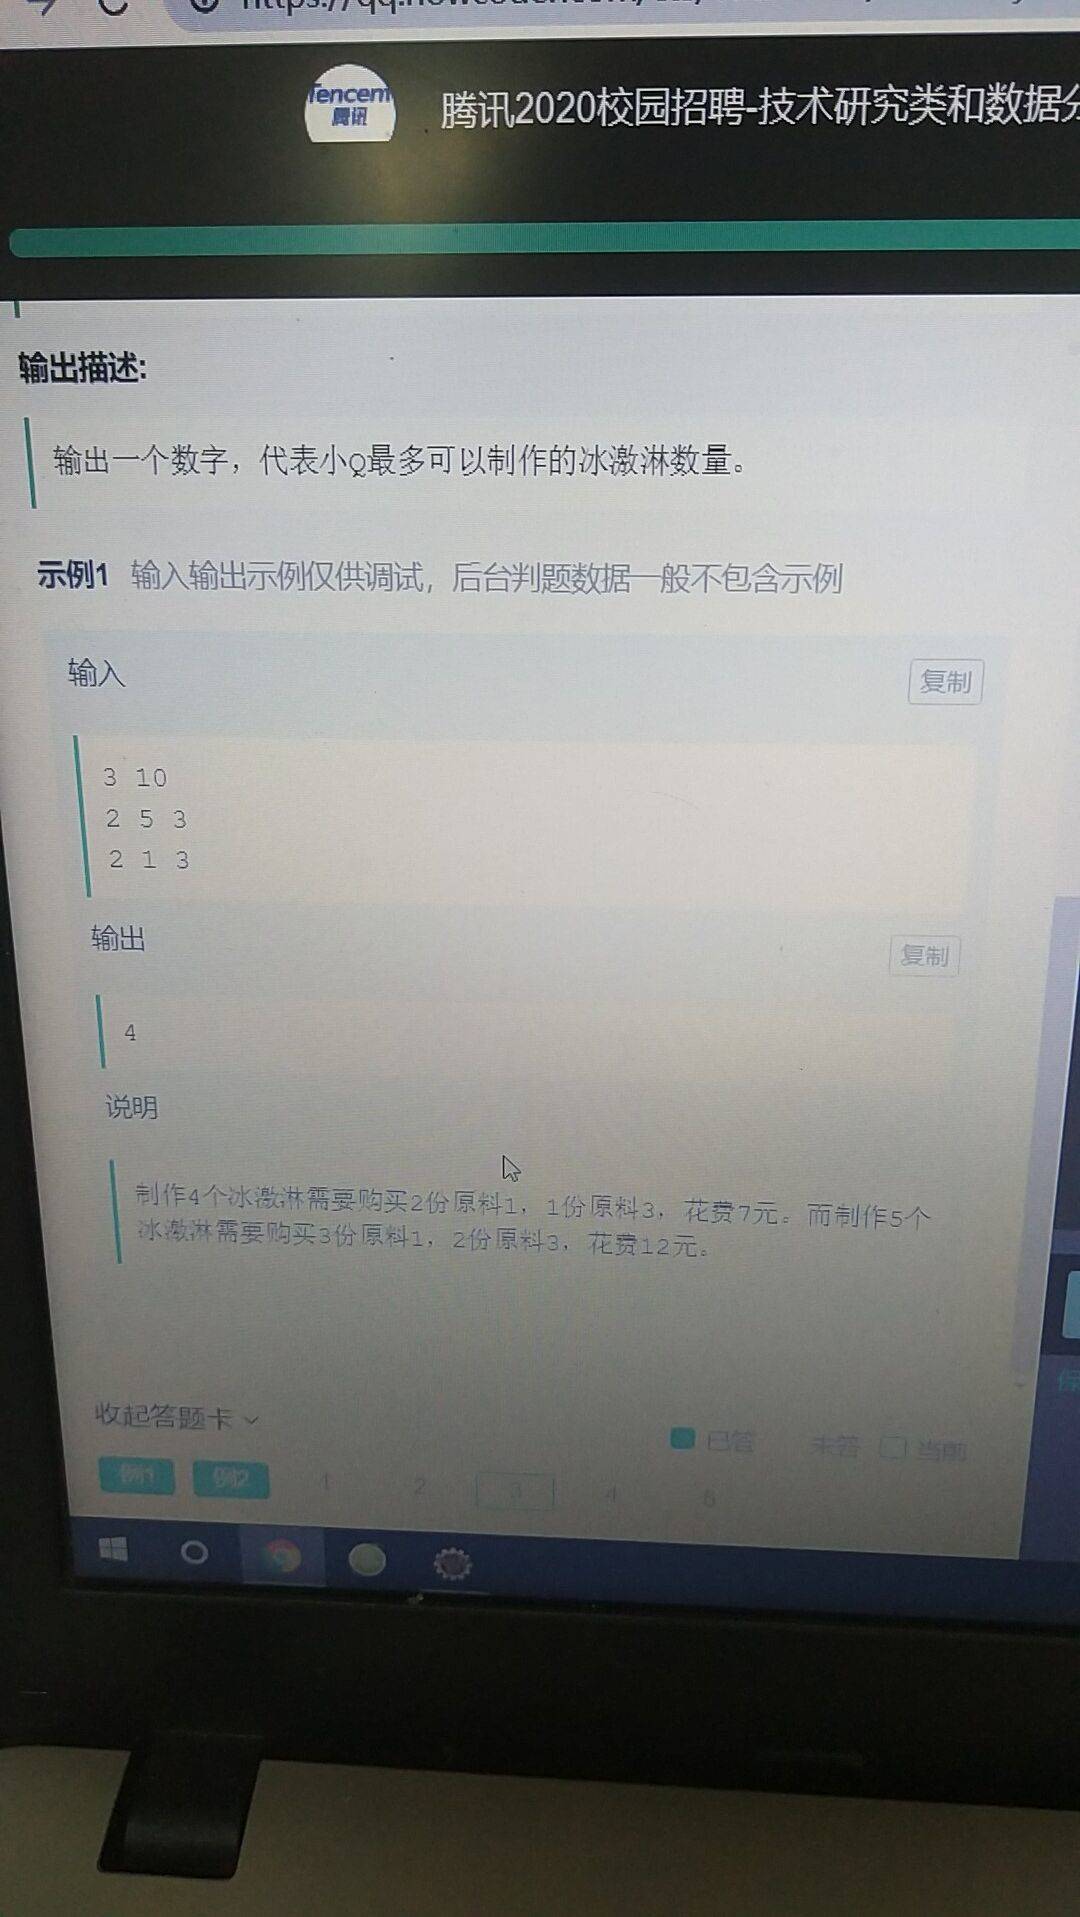 Tencent
腾讯
腾讯2020校园招聘-技术研究类和数据分
输出描述:
输出一个数字，代表小Q最多可以制作的冰激淋数量。
示例1 输入输出示例仅供调试，后台判题数据一般不包含示例
输入
复制
3 10
2 5 3
2 1 3
输出
复制
4
说明
制作4个冰激淋需要购买2份原料1，1份原料3，花费7元。而制作5个
冰激淋需要购买3份原料1，2份原料3，花费12元。
收起答题卡
已答 未答 当前
例1 例2 1 2 3 4 5